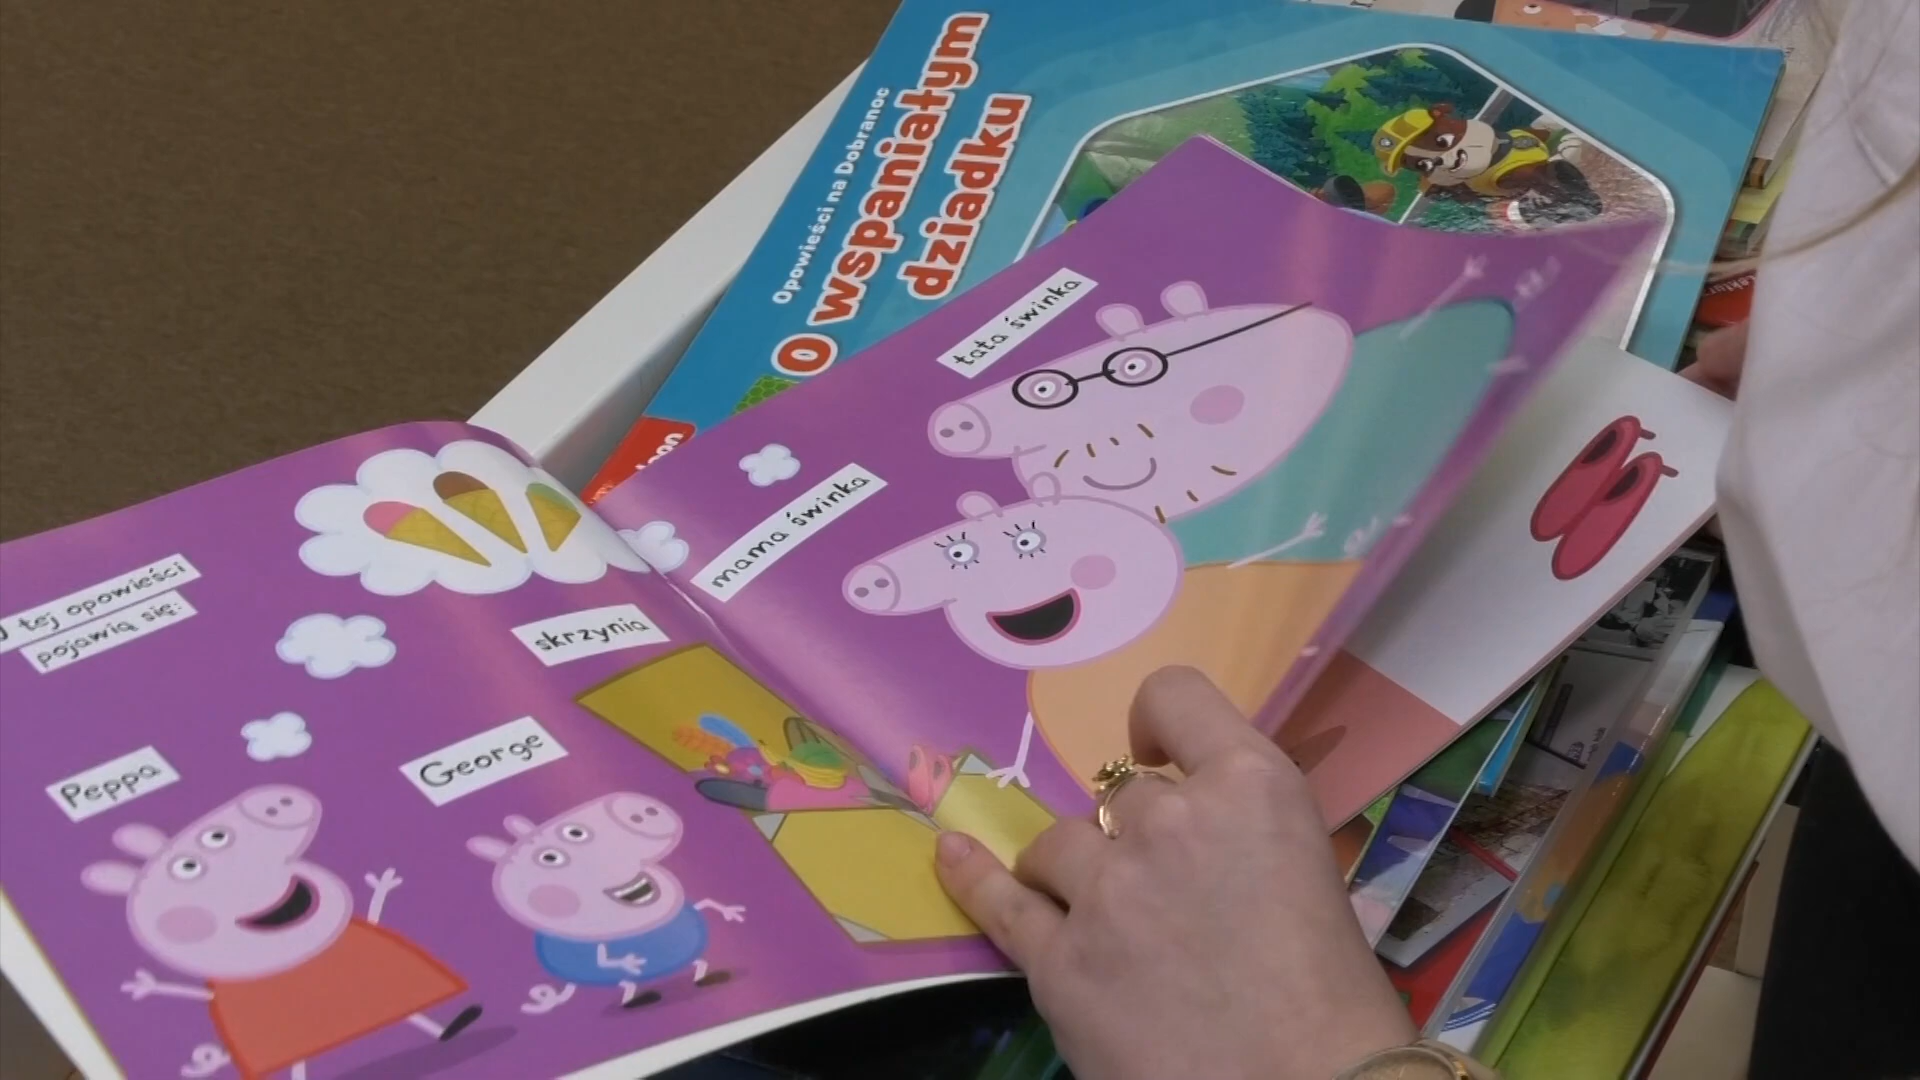 Opowieści na Dobranoc
O wspaniałym
dziadku
tata świnka
mama świnka
tej opowieści
pojawią się:
skrzynia
Peppa
George